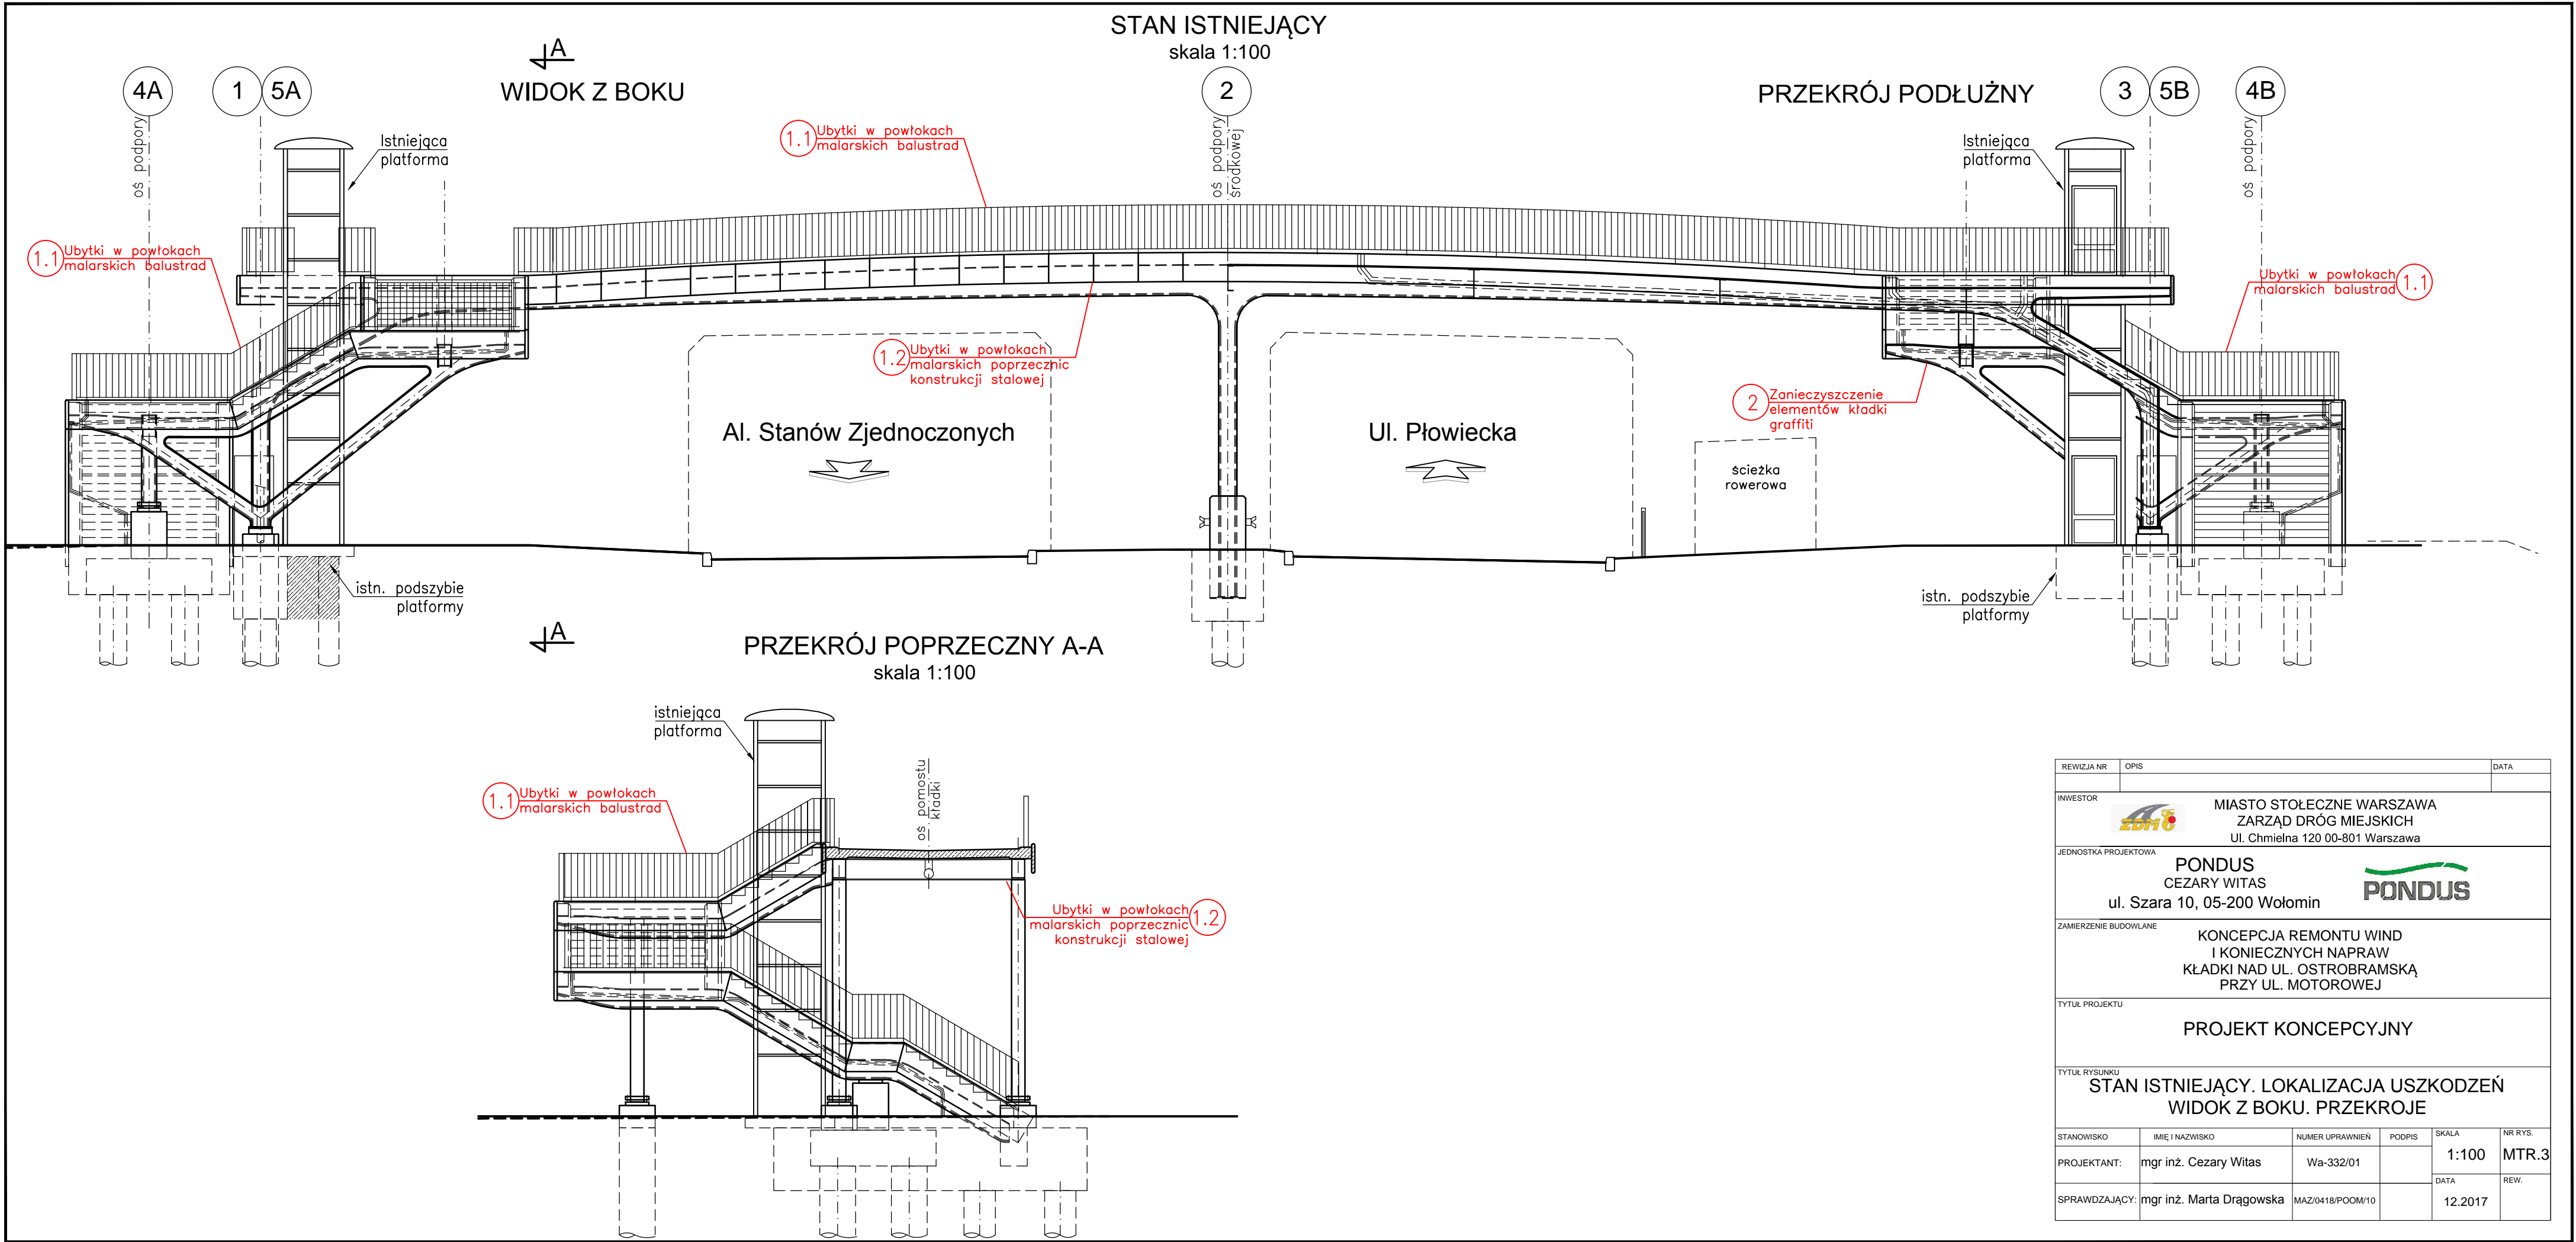 STAN ISTNIEJĄCY
skala 1:100
A
WIDOK Z BOKU
PRZEKRÓJ PODŁUŻNY
4A
1
5A
2
3
5B
4B
oś podpory
oś podpory
środkowej
oś podpory
Istniejąca
platforma
Istniejąca
platforma
1.1
Ubytki w powłokach
malarskich balustrad
1.1
Ubytki w powłokach
malarskich balustrad
Ubytki w powłokach
malarskich balustrad
1.1
1.2
Ubytki w powłokach
malarskich poprzecznic
konstrukcji stalowej
2
Zanieczyszczenie
elementów kładki
graffiti
Al. Stanów Zjednoczonych
Ul. Płowiecka
ścieżka
rowerowa
istn. podszybie
platformy
istn. podszybie
platformy
A
PRZEKRÓJ POPRZECZNY A-A
skala 1:100
istniejąca
platforma
oś pomostu
kładki
1.1
Ubytki w powłokach
malarskich balustrad
Ubytki w powłokach
malarskich poprzecznic
konstrukcji stalowej
1.2
REWIZJA NR OPIS DATA
INWESTOR
ZDM
MIASTO STOŁECZNE WARSZAWA
ZARZĄD DRÓG MIEJSKICH
Ul. Chmielna 120 00-801 Warszawa
JEDNOSTKA PROJEKTOWA
PONDUS
CEZARY WITAS
ul. Szara 10, 05-200 Wołomin
PONDUS
ZAMIERZENIE BUDOWLANE
KONCEPCJA REMONTU WIND
I KONIECZNYCH NAPRAW
KŁADKI NAD UL. OSTROBRAMSKĄ
PRZY UL. MOTOROWEJ
TYTUŁ PROJEKTU
PROJEKT KONCEPCYJNY
TYTUŁ RYSUNKU
STAN ISTNIEJĄCY. LOKALIZACJA USZKODZEŃ
WIDOK Z BOKU. PRZEKROJE
STANOWISKO IMIĘ I NAZWISKO NUMER UPRAWNIEŃ PODPIS SKALA NR RYS.
PROJEKTANT: mgr inż. Cezary Witas Wa-332/01 1:100 MTR.3
DATA REW.
SPRAWDZAJĄCY: mgr inż. Marta Drągowska MAZ/0418/POOM/10 12.2017